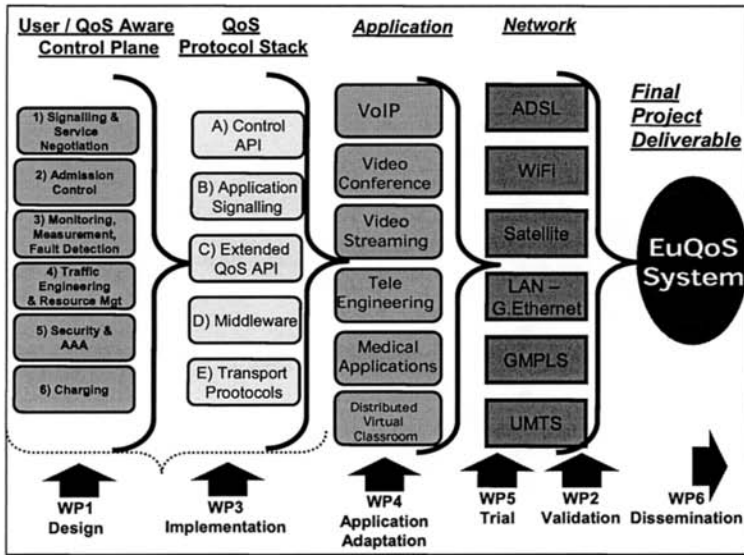 User / QoS Aware
Control Plane
QoS
Protocol Stack
Application
Network
1) Signalling &
Service
Negotiation
2) Admission
Control
3) Monitoring,
Measurement,
Fault Detection
4) Traffic
Engineering
& Resource Mgt
5) Security &
AAA
6) Charging
A) Control
API
B) Application
Signalling
C) Extended
QoS API
D) Middleware
E) Transport
Prootocols
VoIP
Video
Conference
Video
Streaming
Tele
Engineering
Medical
Applications
Distributed
Virtual
Classroom
ADSL
WiFi
Satellite
LAN –
G.Ethernet
GMPLS
UMTS
Final
Project
Deliverable
EuQoS
System
WP1
Design
WP3
Implementation
WP4
Application
Adaptation
WP5
Trial
WP2
Validation
WP6
Dissemination